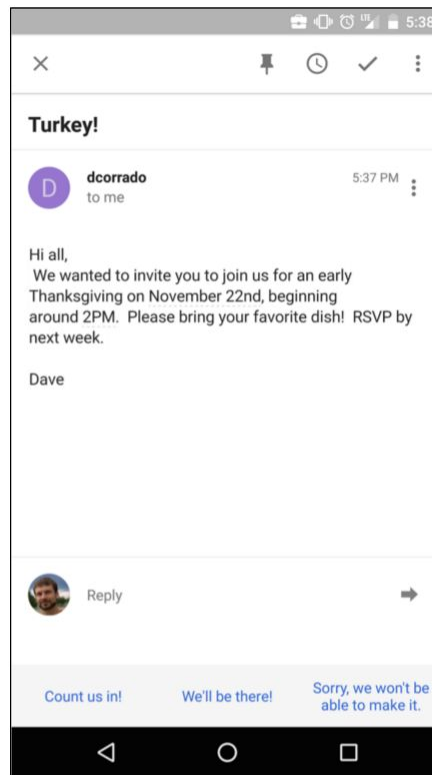 LTE 5:38
Turkey!
D
dcorrado
5:37 PM
to me
Hi all,
We wanted to invite you to join us for an early
Thanksgiving on November 22nd, beginning
around 2PM.  Please bring your favorite dish!  RSVP by
next week.
Dave
Reply
Count us in!
We'll be there!
Sorry, we won't be
able to make it.